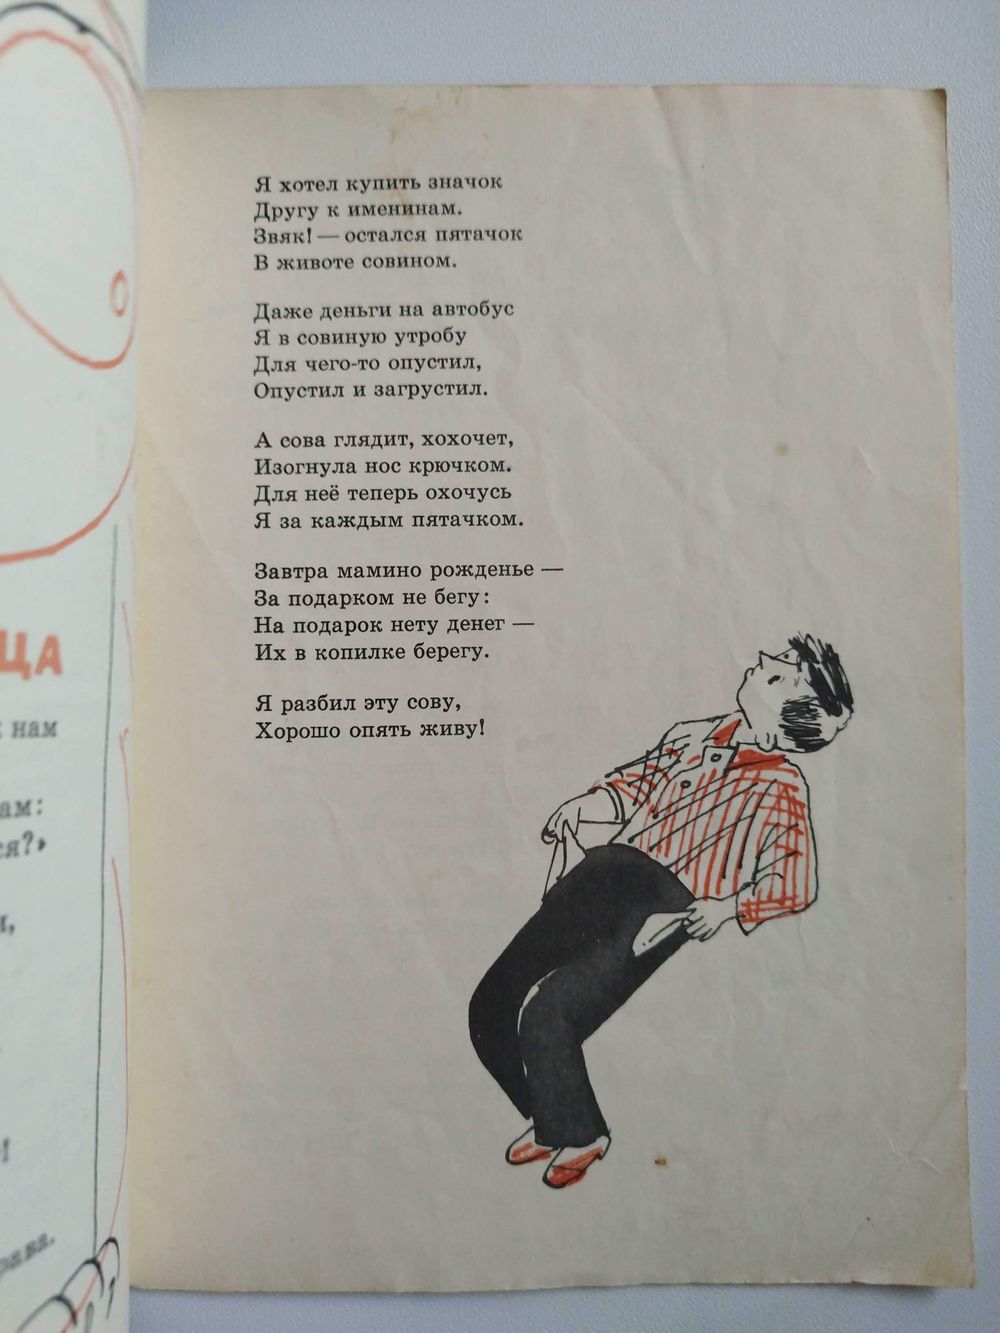 Я хотел купить значок
Другу к именинам.
Звяк! — остался пятачок
В животе совином.
Даже деньги на автобус
Я в совиную утробу
Для чего-то опустил,
Опустил и загрустил.
А сова глядит, хохочет,
Изогнула нос крючком.
Для неё теперь охочусь
Я за каждым пятачком.
Завтра мамино рожденье —
За подарком не бегу:
На подарок нету денег —
Их в копилке берегу.
Я разбил эту сову,
Хорошо опять живу!
ЦА
нам
ам:
ся?»